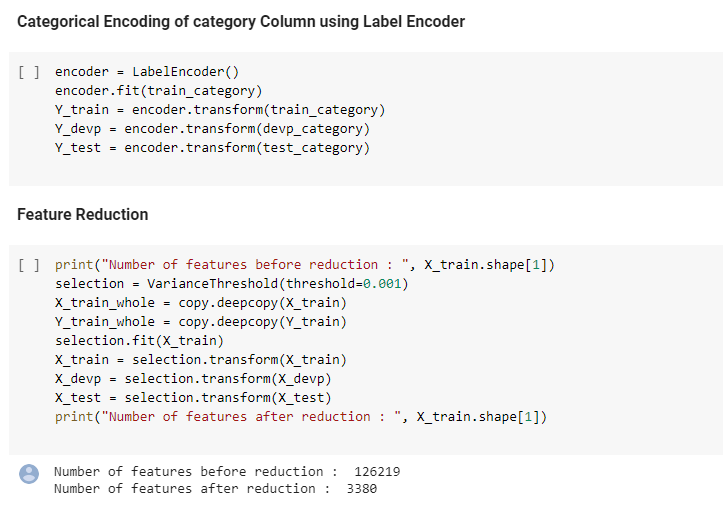 Categorical Encoding of category Column using Label Encoder
[ ] encoder = LabelEncoder()
encoder.fit(train_category)
Y_train = encoder.transform(train_category)
Y_devp = encoder.transform(devp_category)
Y_test = encoder.transform(test_category)
Feature Reduction
[ ] print("Number of features before reduction : ", X_train.shape[1])
selection = VarianceThreshold(threshold=0.001)
X_train_whole = copy.deepcopy(X_train)
Y_train_whole = copy.deepcopy(Y_train)
selection.fit(X_train)
X_train = selection.transform(X_train)
X_devp = selection.transform(X_devp)
X_test = selection.transform(X_test)
print("Number of features after reduction : ", X_train.shape[1])
Number of features before reduction :  126219
Number of features after reduction :  3380